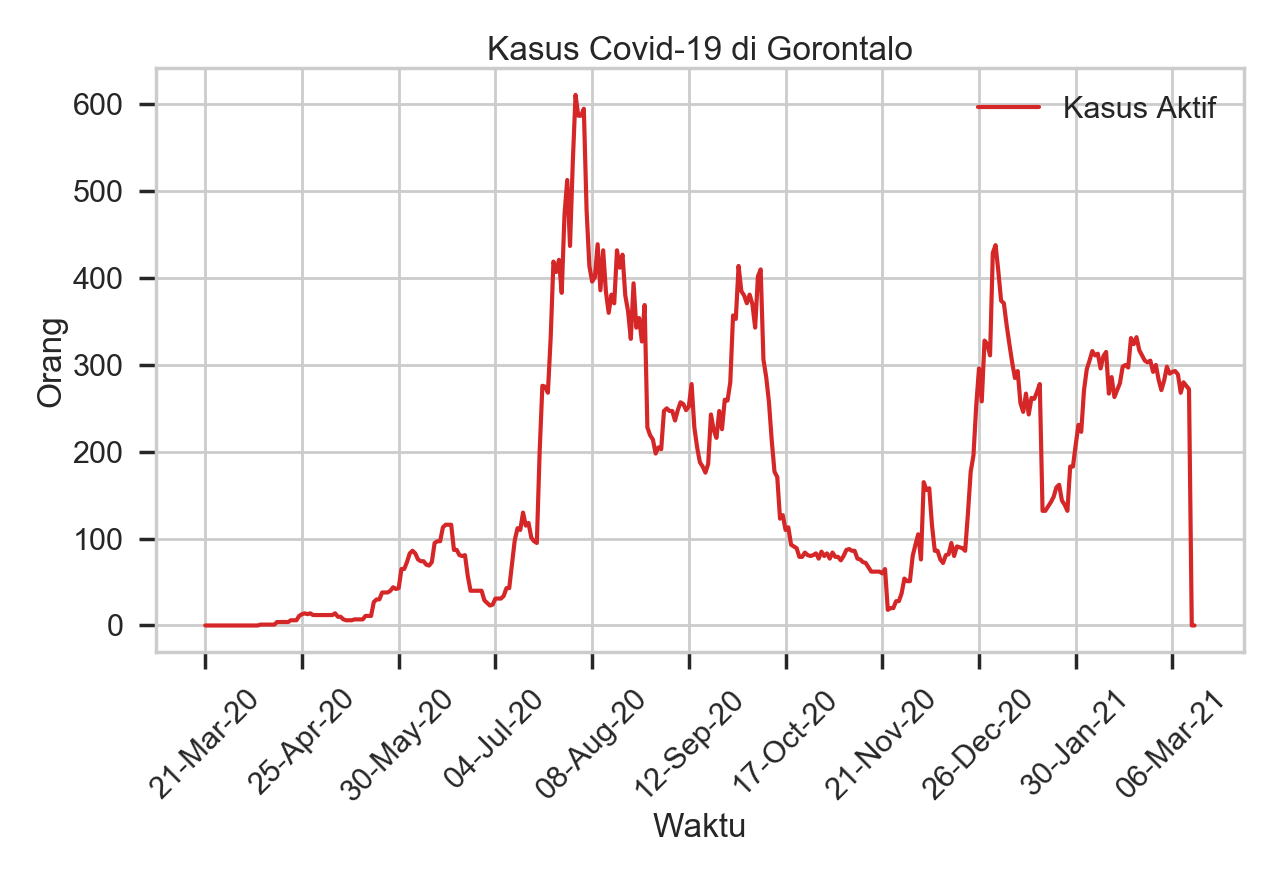 Kasus Covid-19 di Gorontalo
Kasus Aktif
600
500
400
300
200
100
0
Orang
21-Mar-20
25-Apr-20
30-May-20
04-Jul-20
08-Aug-20
12-Sep-20
17-Oct-20
21-Nov-20
26-Dec-20
30-Jan-21
06-Mar-21
Waktu